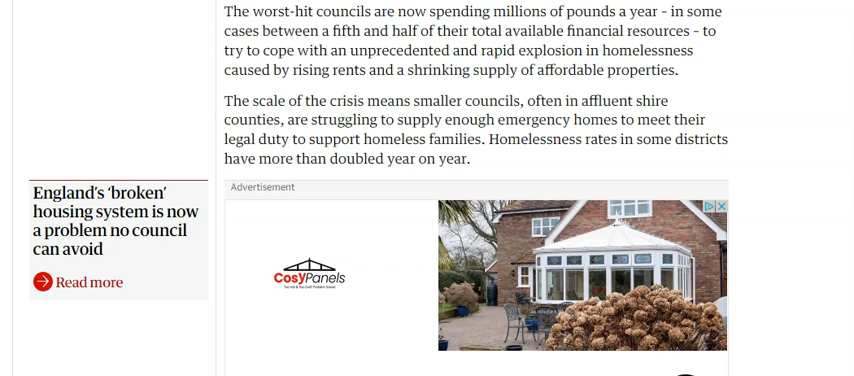 The worst-hit councils are now spending millions of pounds a year – in some
cases between a fifth and half of their total available financial resources – to
try to cope with an unprecedented and rapid explosion in homelessness
caused by rising rents and a shrinking supply of affordable properties.
The scale of the crisis means smaller councils, often in affluent shire
counties, are struggling to supply enough emergency homes to meet their
legal duty to support homeless families. Homelessness rates in some districts
have more than doubled year on year.
England's ‘broken’
housing system is now
a problem no council
can avoid
Read more
Advertisement
CosyPanels